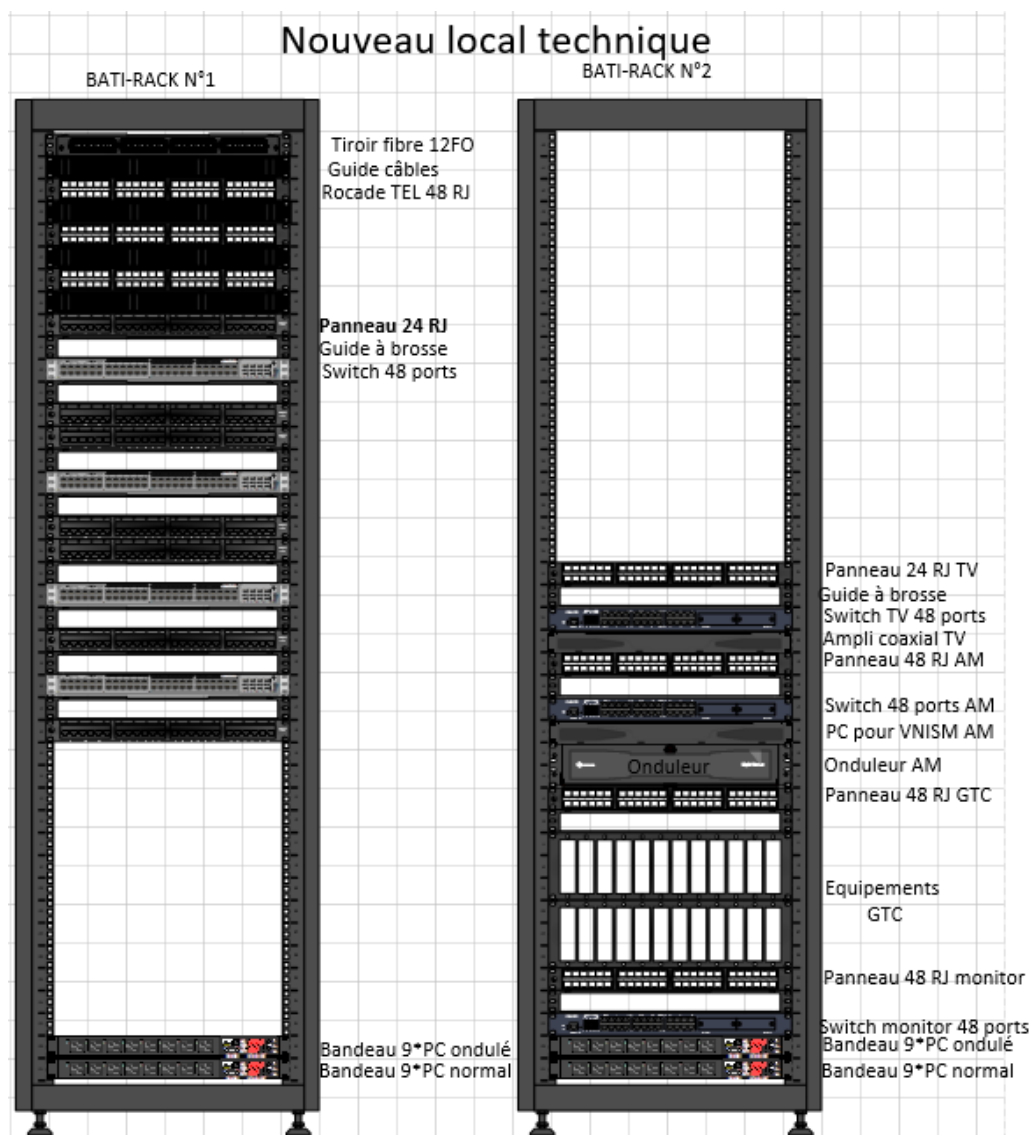 Nouveau local technique
BATI-RACK N°1
BATI-RACK N°2
Tiroir fibre 12FO
Guide câbles
Rocade TEL 48 RJ
Panneau 24 RJ
Guide à brosse
Switch 48 ports
Bandeau 9*PC ondulé
Bandeau 9*PC normal
Panneau 24 RJ TV
Guide à brosse
Switch TV 48 ports
Ampli coaxial TV
Panneau 48 RJ AM
Switch 48 ports AM
PC pour VNISM AM
Onduleur
Onduleur AM
Panneau 48 RJ GTC
Equipements
GTC
Panneau 48 RJ monitor
Switch monitor 48 ports
Bandeau 9*PC ondulé
Bandeau 9*PC normal